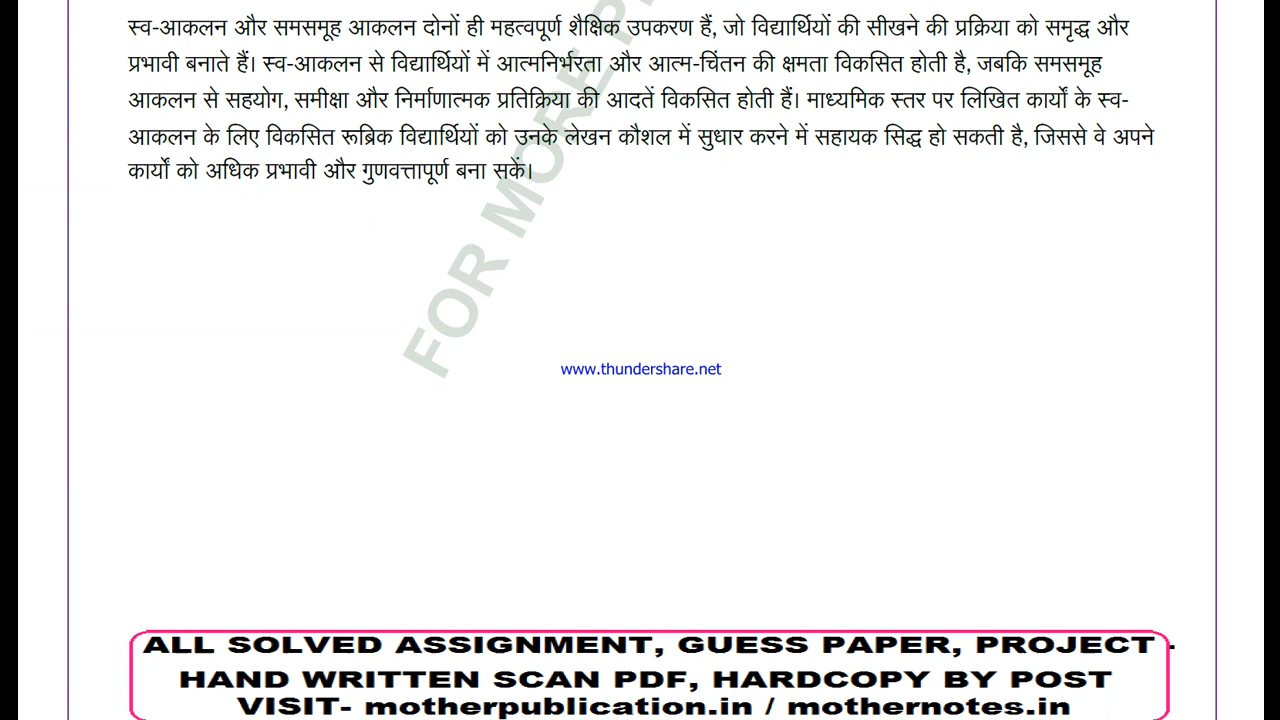 स्व-आकलन और समसमूह आकलन दोनों ही महत्वपूर्ण शैक्षिक उपकरण हैं, जो विद्यार्थियों की सीखने की प्रक्रिया को समृद्ध और
प्रभावी बनाते हैं। स्व-आकलन से विद्यार्थियों में आत्मनिर्भरता और आत्म-चिंतन की क्षमता विकसित होती है, जबकि समसमूह
आकलन से सहयोग, समीक्षा और निर्माणात्मक प्रतिक्रिया की आदतें विकसित होती हैं। माध्यमिक स्तर पर लिखित कार्यों के स्व-
आकलन के लिए विकसित रूब्रिक विद्यार्थियों को उनके लेखन कौशल में सुधार करने में सहायक सिद्ध हो सकती है, जिससे वे अपने
कार्यों को अधिक प्रभावी और गुणवत्तापूर्ण बना सकें।
FOR MORE
www.thundershare.net
ALL SOLVED ASSIGNMENT, GUESS PAPER, PROJECT -
HAND WRITTEN SCAN PDF, HARDCOPY BY POST
VISIT- motherpublication.in / mothernotes.in